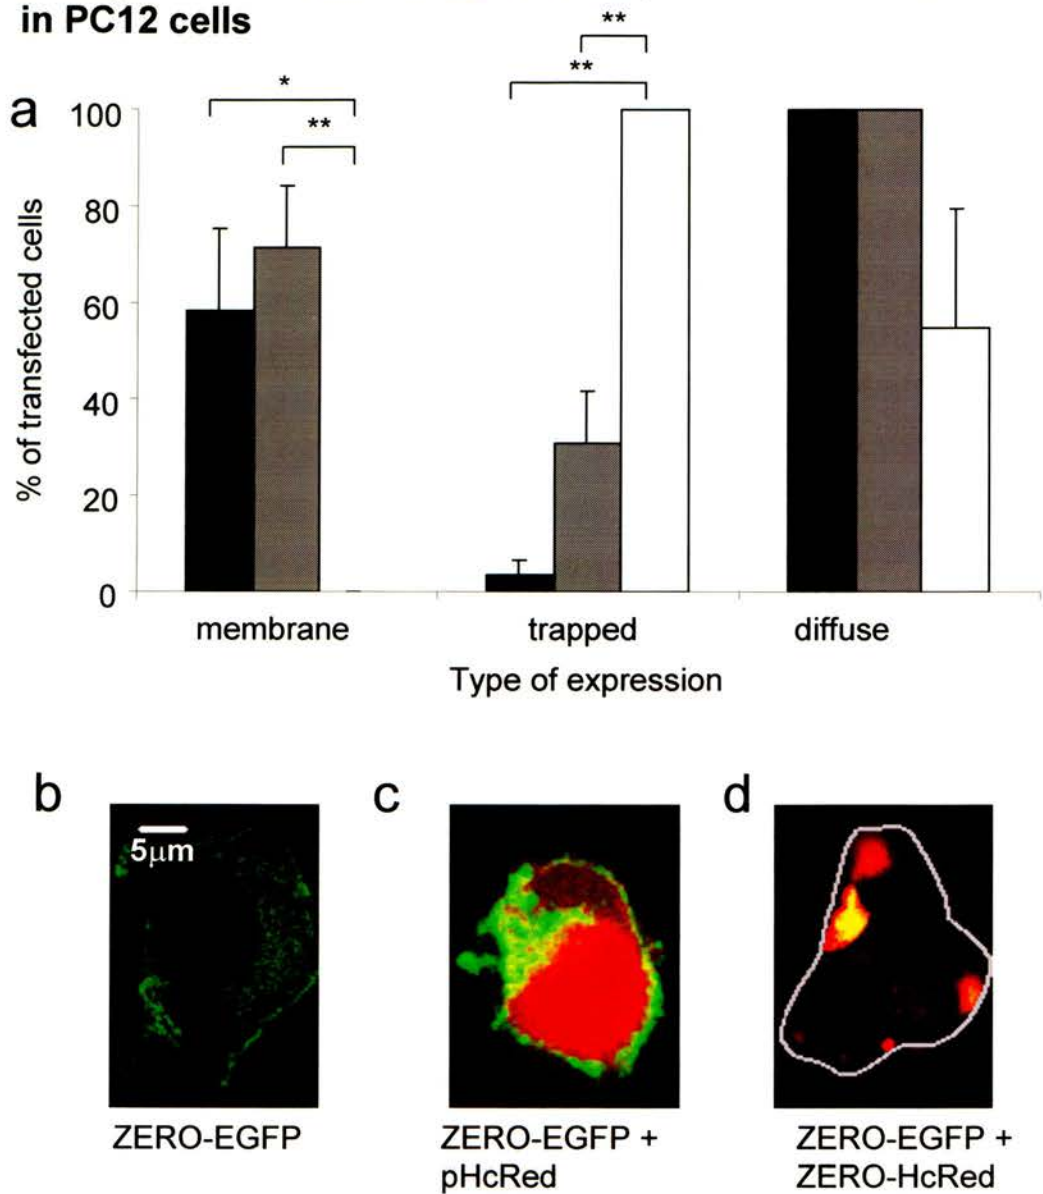 in PC12 cells
**
**
*
**
a
100
80
60
40
20
0
% of transfected cells
membrane trapped diffuse
Type of expression
b c d
5µm
ZERO-EGFP
ZERO-EGFP +
pHcRed
ZERO-EGFP +
ZERO-HcRed